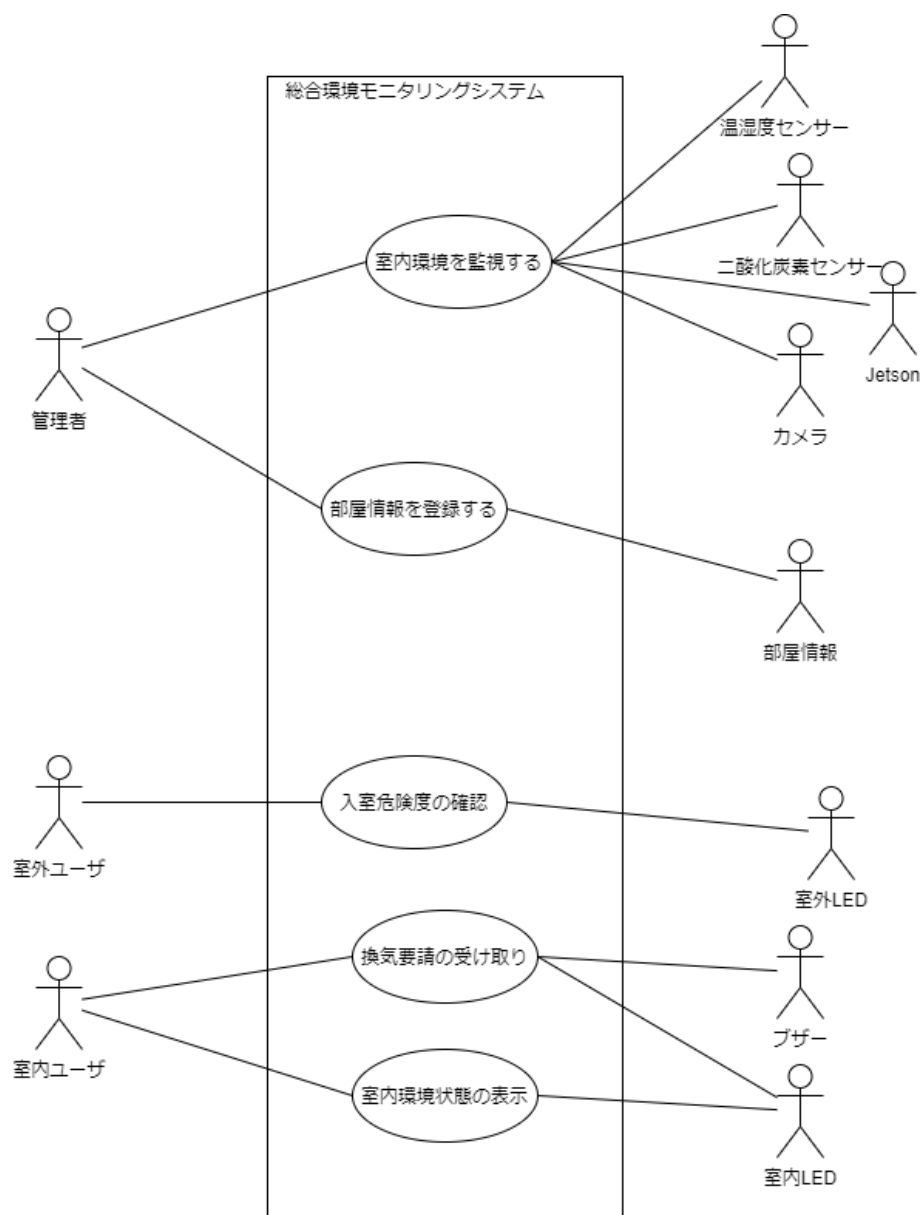 総合環境モニタリングシステム
温湿度センサー
室内環境を監視する
二酸化炭素センサー
Jetson
管理者
カメラ
部屋情報を登録する
部屋情報
入室危険度の確認
室外ユーザ
室外LED
換気要請の受け取り
ブザー
室内ユーザ
室内環境状態の表示
室内LED